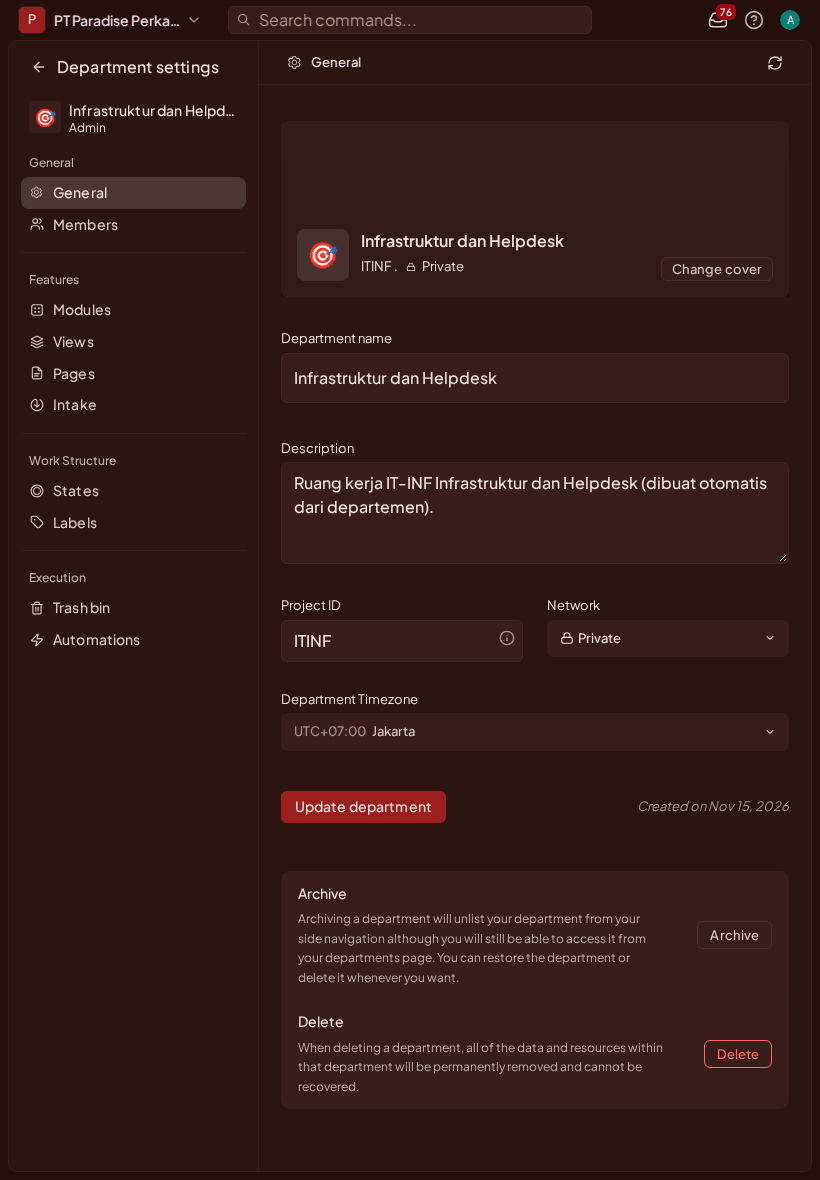 P PT Paradise Perka...
Search commands...
76
A
Department settings
Infrastruktur dan Helpd...
Admin
General
General
Members
Features
Modules
Views
Pages
Intake
Work Structure
States
Labels
Execution
Trash bin
Automations
General
Infrastruktur dan Helpdesk
ITINF . Private
Change cover
Department name
Infrastruktur dan Helpdesk
Description
Ruang kerja IT-INF Infrastruktur dan Helpdesk (dibuat otomatis
dari departemen).
Project ID
ITINF
Network
Private
Department Timezone
UTC+07:00 Jakarta
Update department
Created on Nov 15, 2026
Archive
Archiving a department will unlist your department from your
side navigation although you will still be able to access it from
your departments page. You can restore the department or
delete it whenever you want.
Archive
Delete
When deleting a department, all of the data and resources within
that department will be permanently removed and cannot be
recovered.
Delete